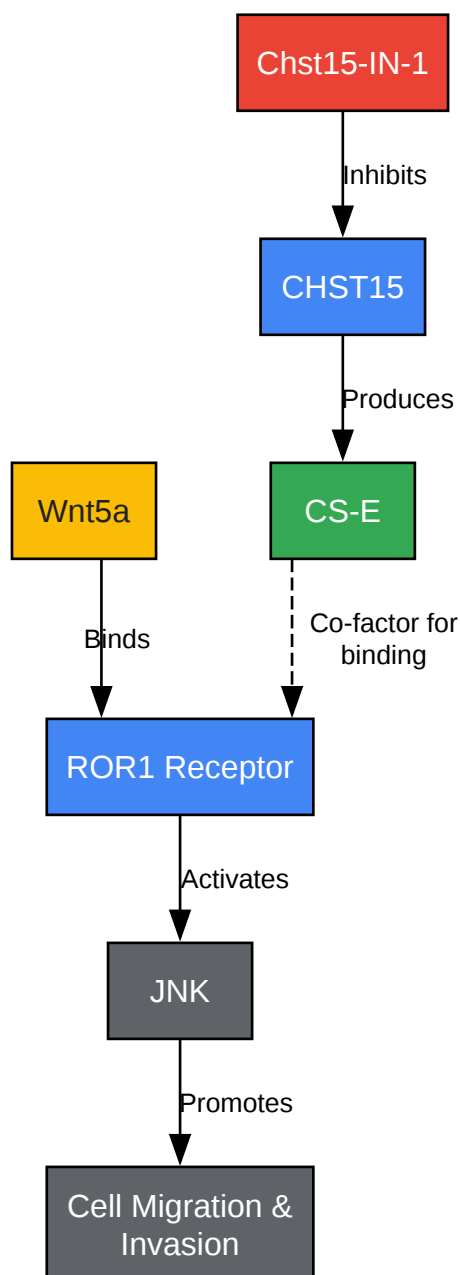 Chst15-IN-1
Inhibits
CHST15
Produces
Wnt5a
CS-E
Binds
Co-factor for
binding
ROR1 Receptor
Activates
JNK
Promotes
Cell Migration &
Invasion